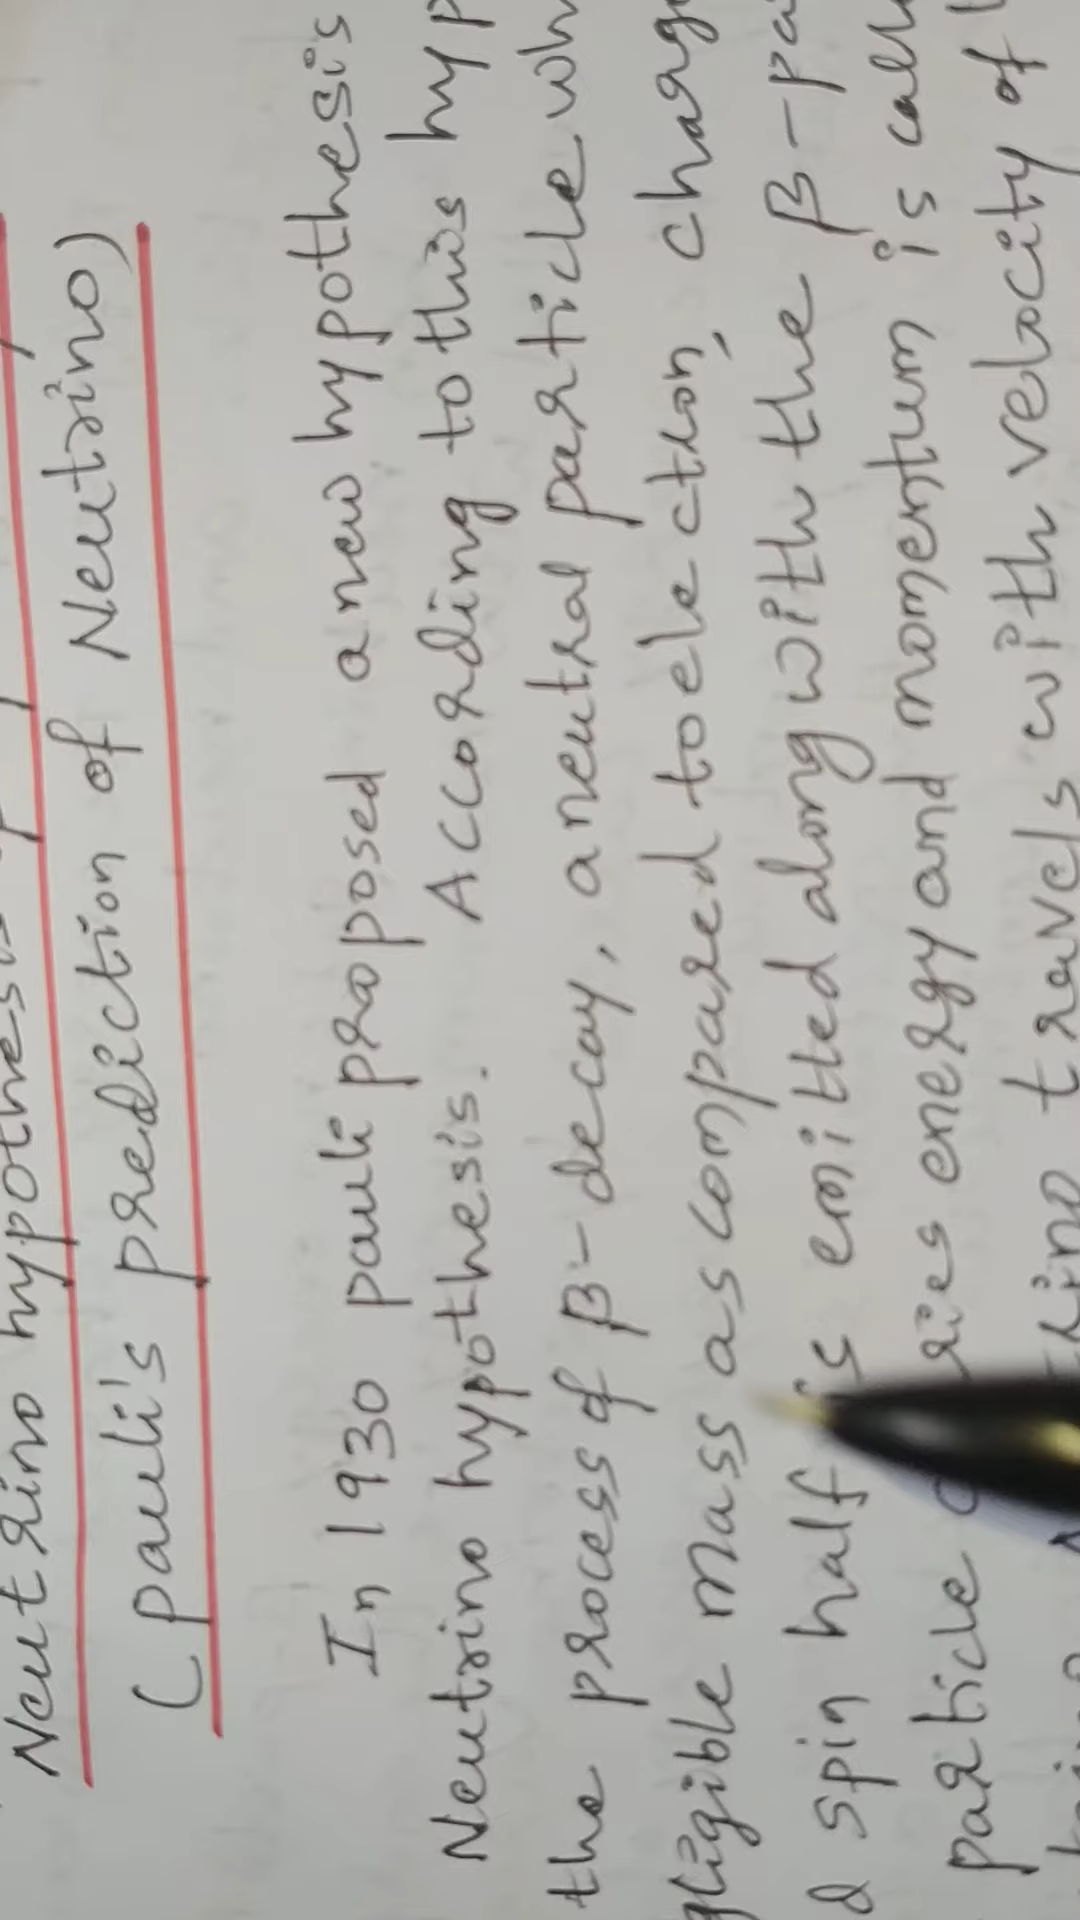 Neutrino hypothesis
(pauli's prediction of Neutrino)
In 1930 pauli proposed a new hypothesis
Neutrino hypothesis. According to this hyp
the process of β-decay, a neutral particle wh
gligible mass as compared to electron, charg
d spin half is emitted along with the β-pa
particle energy and momentum is call
travels with velocity of